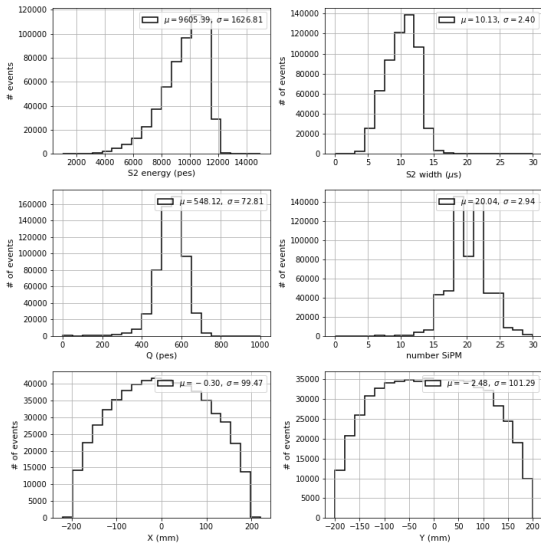 120000
100000
80000
60000
40000
20000
0
# events
μ = 9605.39, σ = 1626.81
2000 4000 6000 8000 10000 12000 14000
S2 energy (pes)
140000
120000
100000
80000
60000
40000
20000
0
# of events
μ = 10.13, σ = 2.40
0 5 10 15 20 25 30
S2 width (μs)
160000
140000
120000
100000
80000
60000
40000
20000
0
# of events
μ = 548.12, σ = 72.81
0 200 400 600 800 1000
Q (pes)
140000
120000
100000
80000
60000
40000
20000
0
# of events
μ = 20.04, σ = 2.94
0 5 10 15 20 25 30
number SiPM
40000
35000
30000
25000
20000
15000
10000
5000
0
# of events
μ = −0.30, σ = 99.47
−200 −100 0 100 200
X (mm)
35000
30000
25000
20000
15000
10000
5000
0
# of events
μ = −2.48, σ = 101.29
−200 −150 −100 −50 0 50 100 150 200
Y (mm)